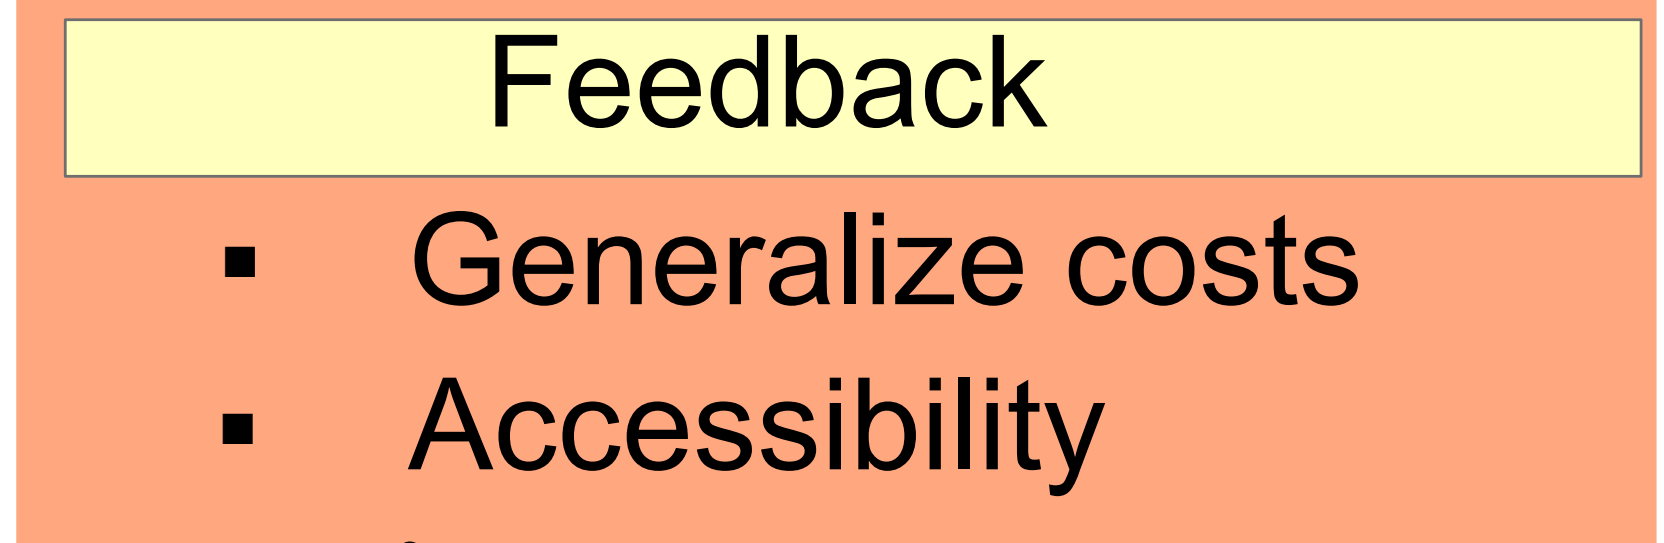 Feedback
▪ Generalize costs
▪ Accessibility